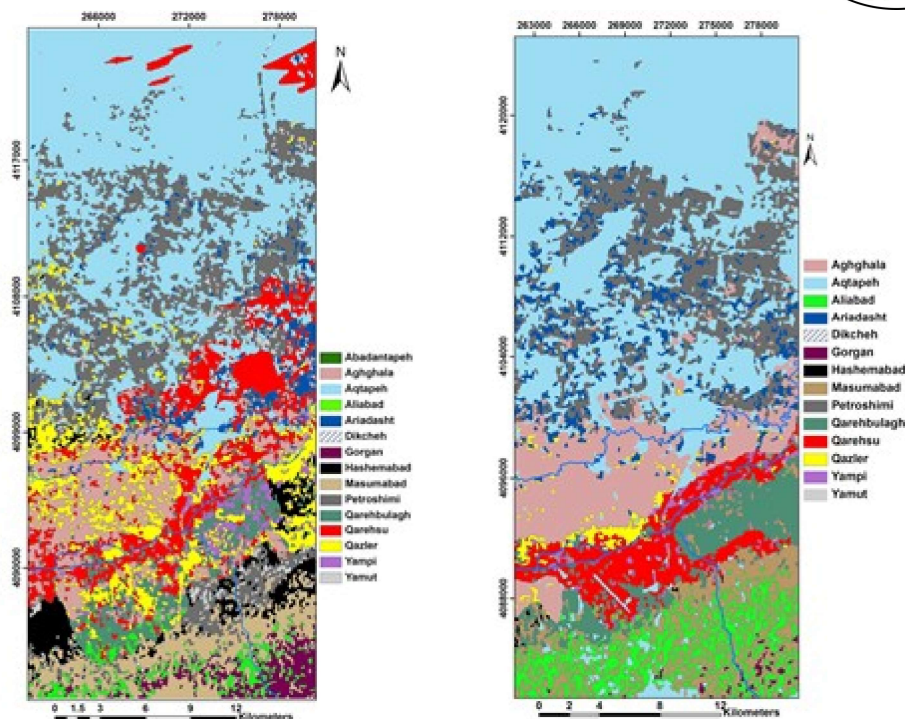 266000 272000 278000
N
4117000
4108000
4099000
4090000
Abadantapeh
Aghghala
Aqtapeh
Aliabad
Ariadasht
Dikcheh
Gorgan
Hashemabad
Masumabad
Petroshimi
Qarehbulagh
Qarehsu
Qazler
Yampi
Yamut
0 1.5 3 6 9 12
Kilometers
263000 266000 269000 272000 275000 278000
N
4120000
4112000
4104000
4096000
4088000
Aghghala
Aqtapeh
Aliabad
Ariadasht
Dikcheh
Gorgan
Hashemabad
Masumabad
Petroshimi
Qarehbulagh
Qarehsu
Qazler
Yampi
Yamut
0 2 4 8 12
Kilometers